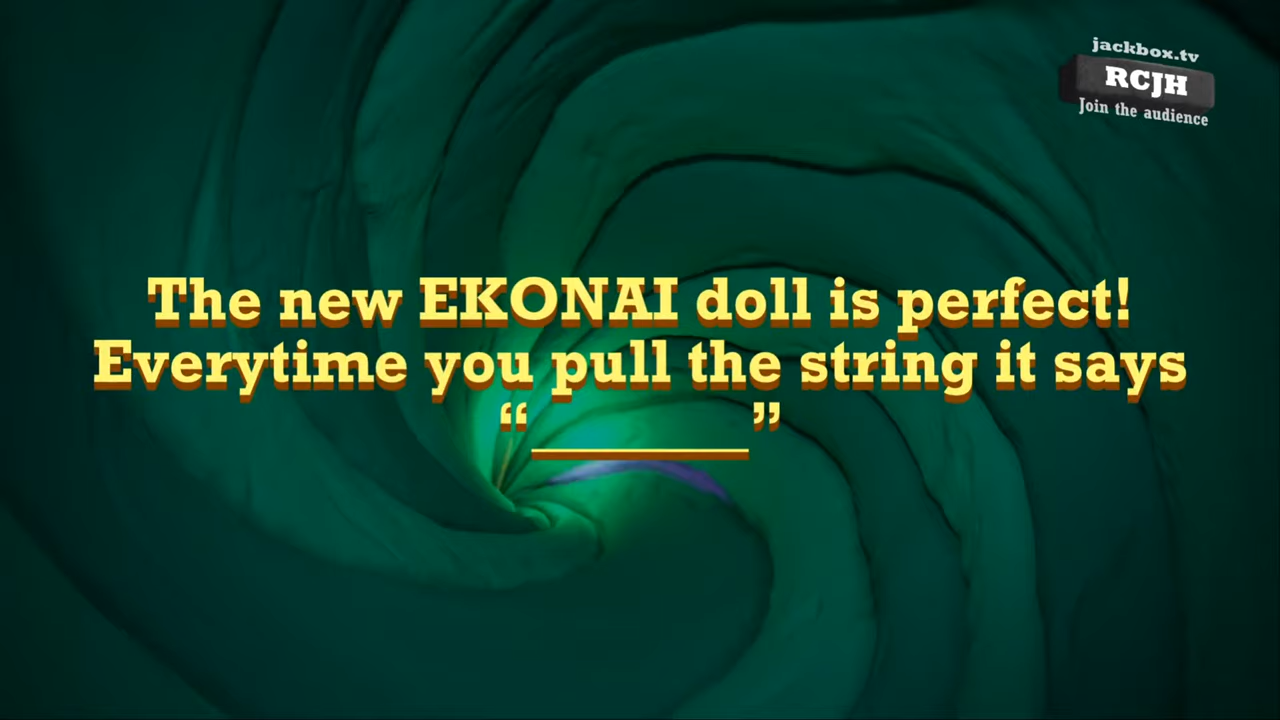 jackbox.tv
RCJH
Join the audience
The new EKONAI doll is perfect!
Everytime you pull the string it says
“________”